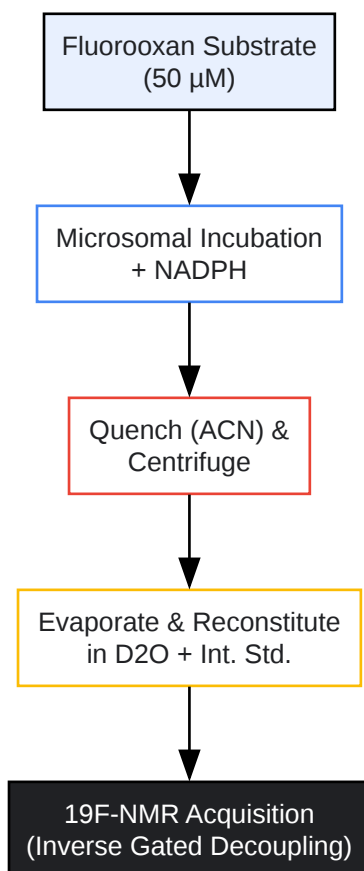 Fluorooxan Substrate
(50 µM)
Microsomal Incubation
+ NADPH
Quench (ACN) &
Centrifuge
Evaporate & Reconstitute
in D2O + Int. Std.
19F-NMR Acquisition
(Inverse Gated Decoupling)